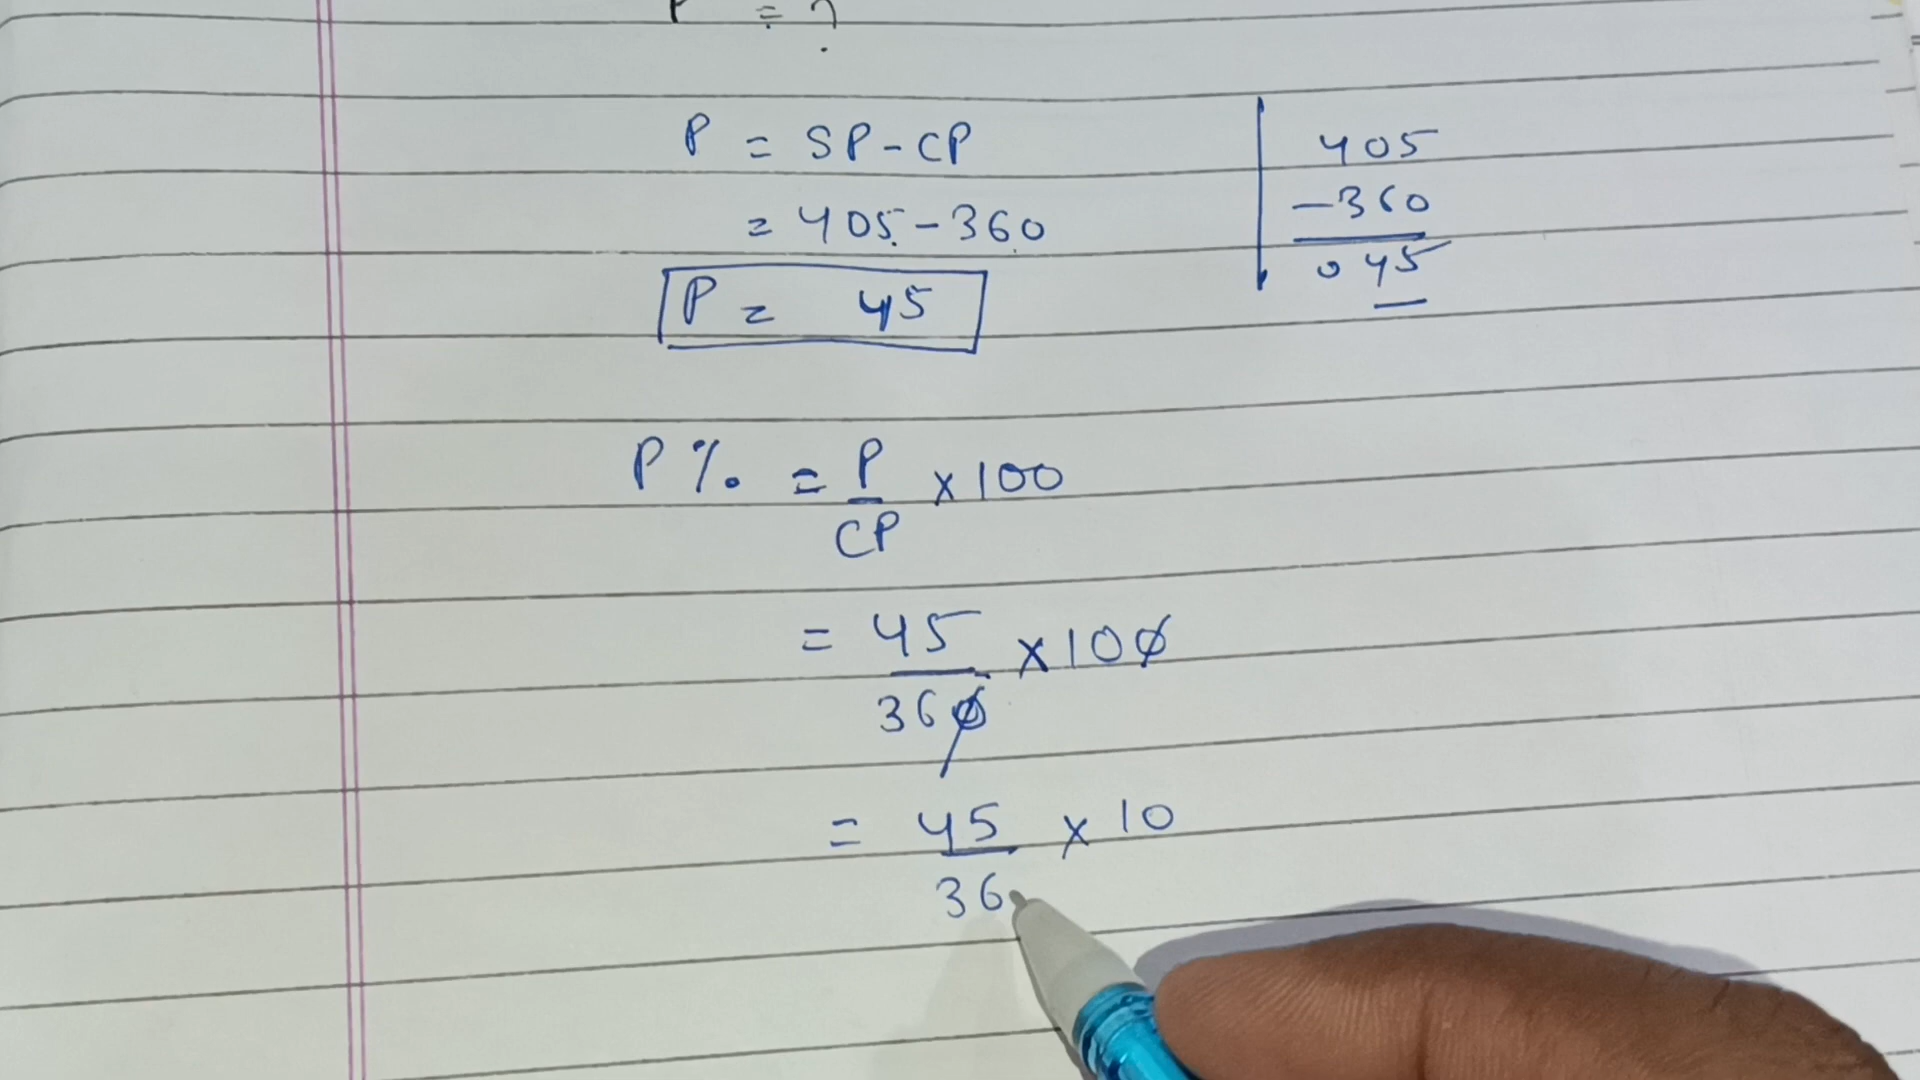 = ?
P = SP - CP
= 405 - 360
P = 45
405
- 360
045
P % = P/CP × 100
= 45/360 × 100
= 45/36 × 10